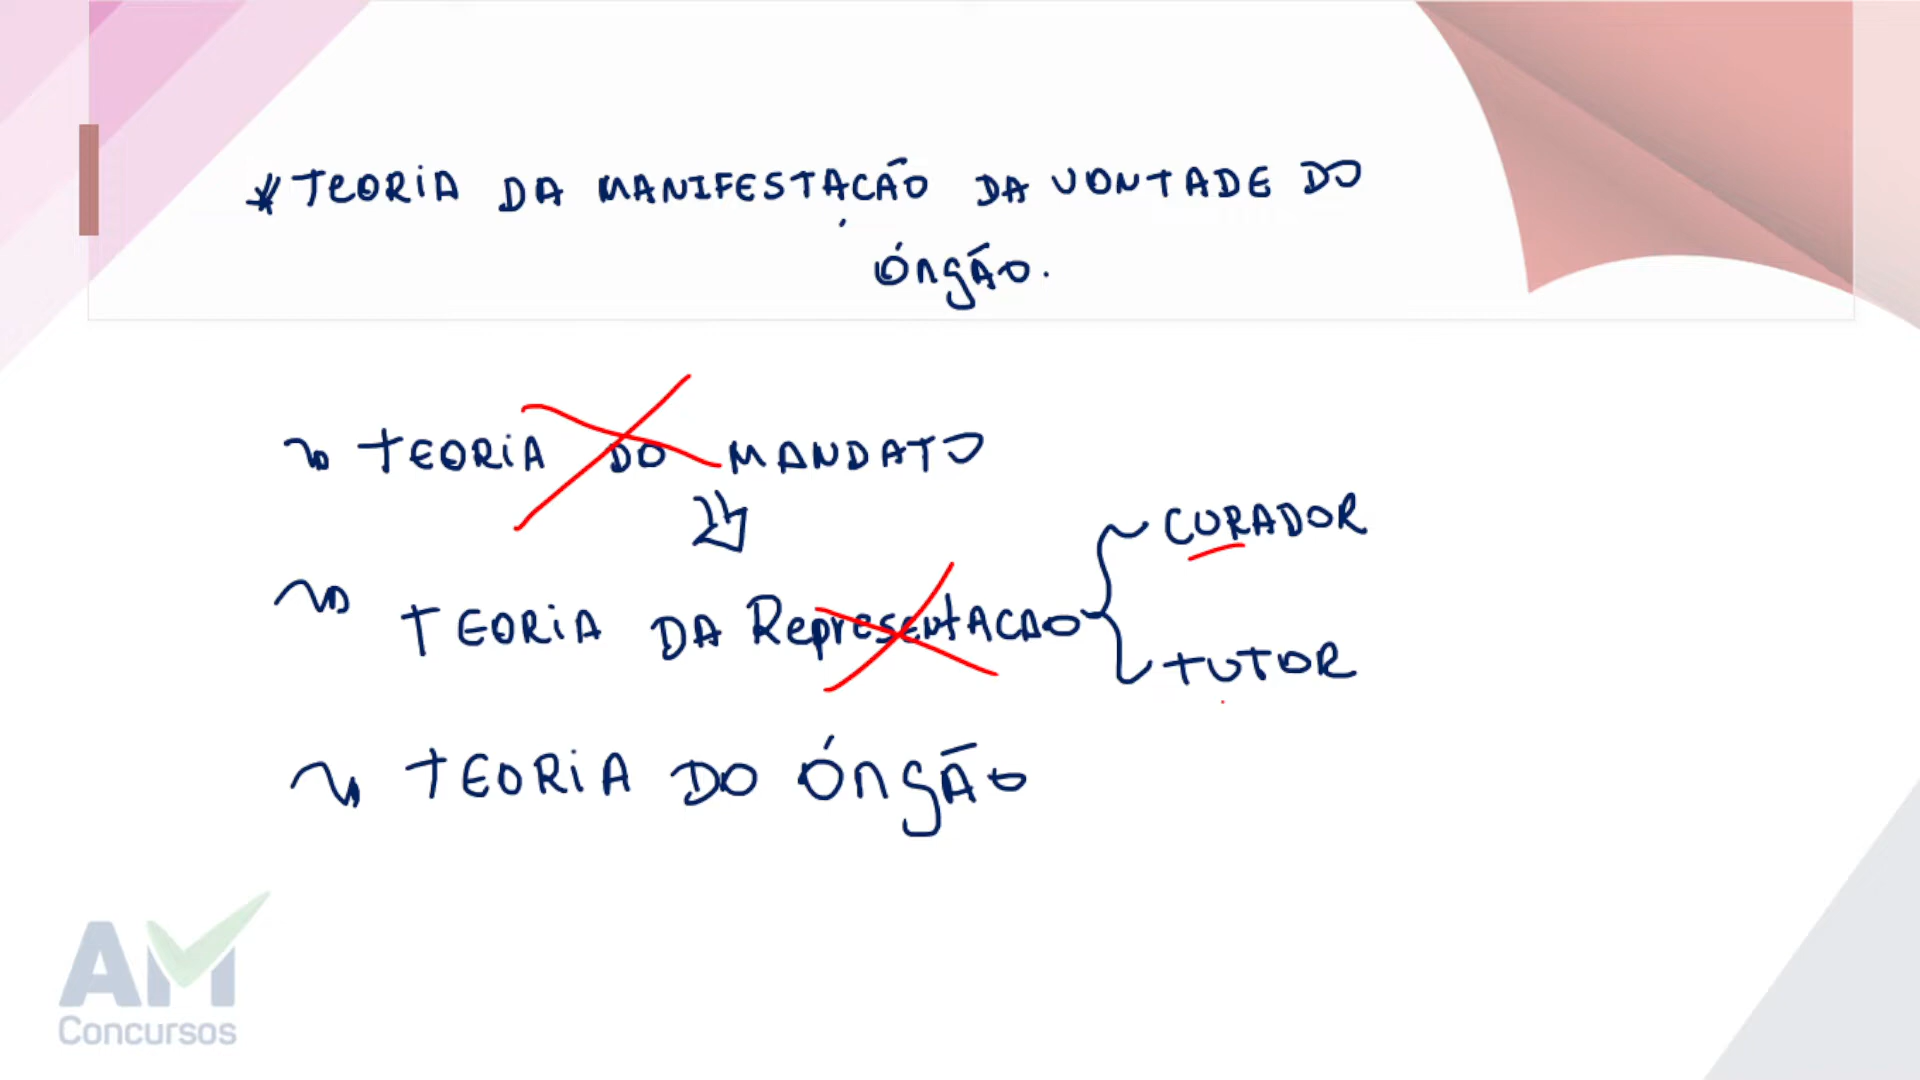 * TEORIA DA MANIFESTAÇÃO DA VONTADE DO
ÓRGÃO.
TEORIA DO MANDATO
CURADOR
TEORIA DA REPRESENTACAO
TUTOR
TEORIA DO ÓRGÃO
AM
Concursos